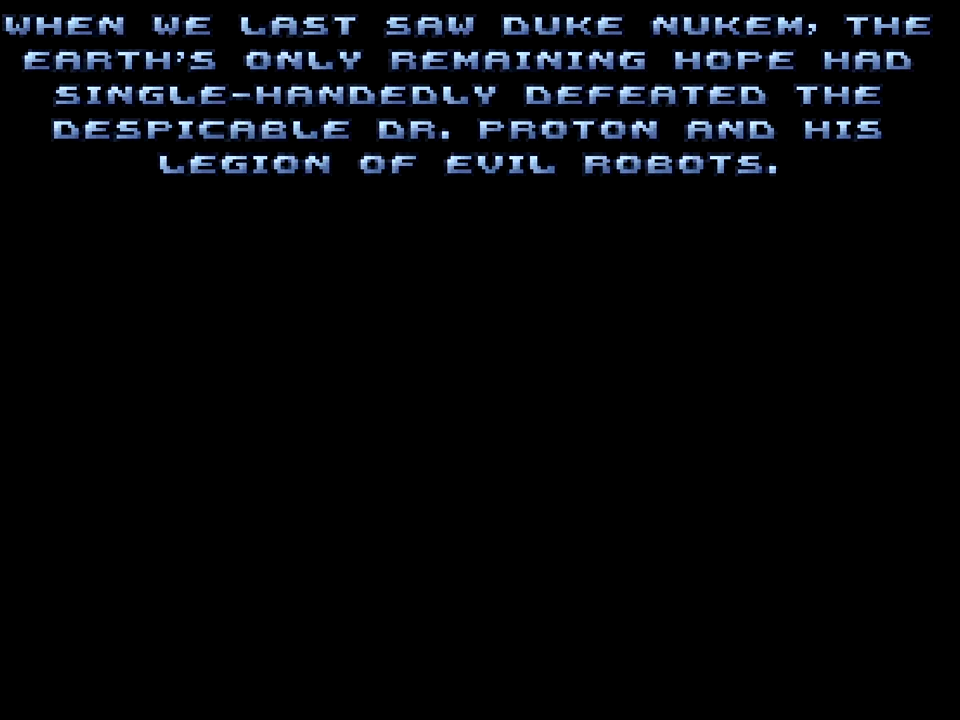 WHEN WE LAST SAW DUKE NUKEM, THE
EARTH'S ONLY REMAINING HOPE HAD
SINGLE-HANDEDLY DEFEATED THE
DESPICABLE DR. PROTON AND HIS
LEGION OF EVIL ROBOTS.